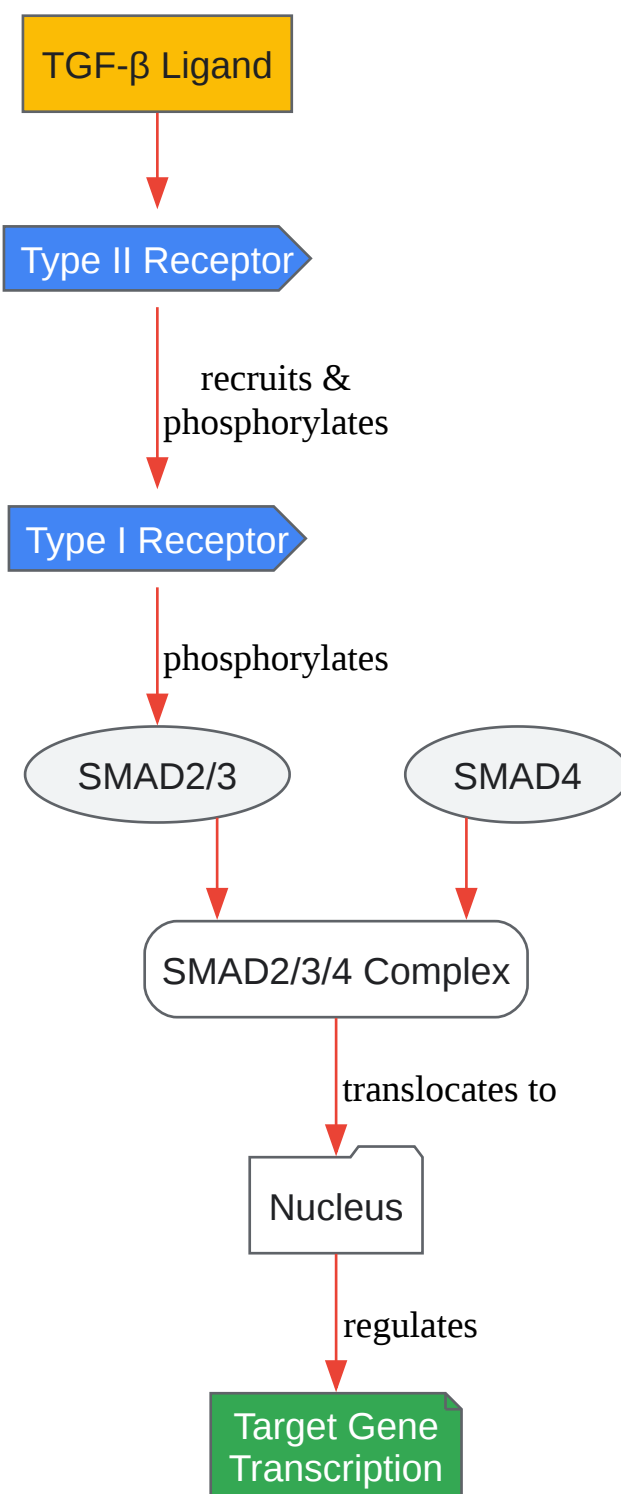 TGF-β Ligand
Type II Receptor
recruits &
phosphorylates
Type I Receptor
phosphorylates
SMAD2/3
SMAD4
SMAD2/3/4 Complex
translocates to
Nucleus
regulates
Target Gene
Transcription